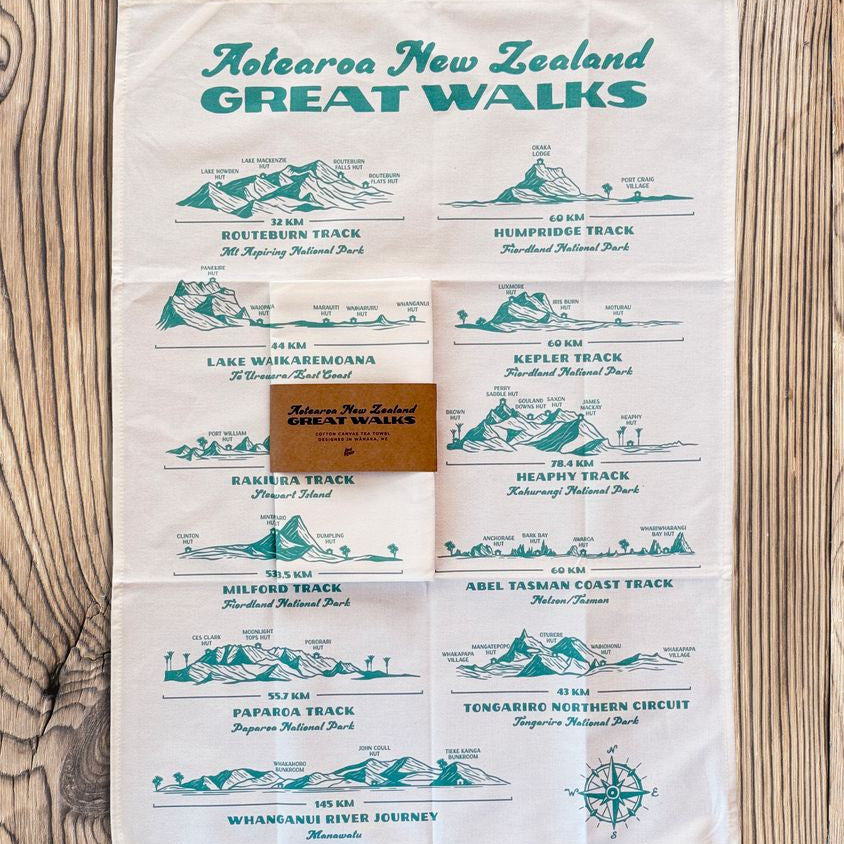 Aotearoa New Zealand
GREAT WALKS
LAKE HOWDEN
HUT
LAKE MACKENZIE
HUT
ROUTEBURN
FALLS HUT
ROUTEBURN
FLATS HUT
32 KM
ROUTEBURN TRACK
Mt Aspiring National Park
OKAKA
LODGE
PORT CRAIG
VILLAGE
60 KM
HUMPRIDGE TRACK
Fiordland National Park
PANEKIRE
HUT
HUT
MARAUITI
HUT
WAIHARURU
HUT
WHANGANUI
HUT
44 KM
LAKE WAIKAREMOANA
Te Urewera/East Coast
LUXMORE
HUT
IRIS BURN
HUT
MOTURAU
HUT
60 KM
KEPLER TRACK
Fiordland National Park
Aotearoa New Zealand
GREAT WALKS
COTTON CANVAS TEA TOWEL
DESIGNED IN WĀNAKA, NZ
PORT WILLIAM
HUT
RAKIURA TRACK
Stewart Island
BROWN
HUT
PERRY
SADDLE HUT
GOULAND
DOWNS HUT
SAXON
HUT
JAMES
MACKAY
HUT
HEAPHY
HUT
78.4 KM
HEAPHY TRACK
Kahurangi National Park
CLINTON
HUT
HUT
DUMPLING
HUT
MILFORD TRACK
Fiordland National Park
ANCHORAGE
HUT
BARK BAY
HUT
AWAROA
HUT
WHARIWHARANGI
BAY HUT
60 KM
ABEL TASMAN COAST TRACK
Nelson/Tasman
CES CLARK
HUT
MOONLIGHT
TOPS HUT
PORORARI
HUT
55.7 KM
PAPAROA TRACK
Paparoa National Park
WHAKAPAPA
VILLAGE
MANGATEPOPO
HUT
OTURERE
HUT
WAIHOHONU
HUT
WHAKAPAPA
VILLAGE
43 KM
TONGARIRO NORTHERN CIRCUIT
Tongariro National Park
WHAKAHORO
BUNKROOM
JOHN COULL
HUT
TIEKE KAINGA
BUNKROOM
145 KM
WHANGANUI RIVER JOURNEY
Manawatu
N
W
E
S